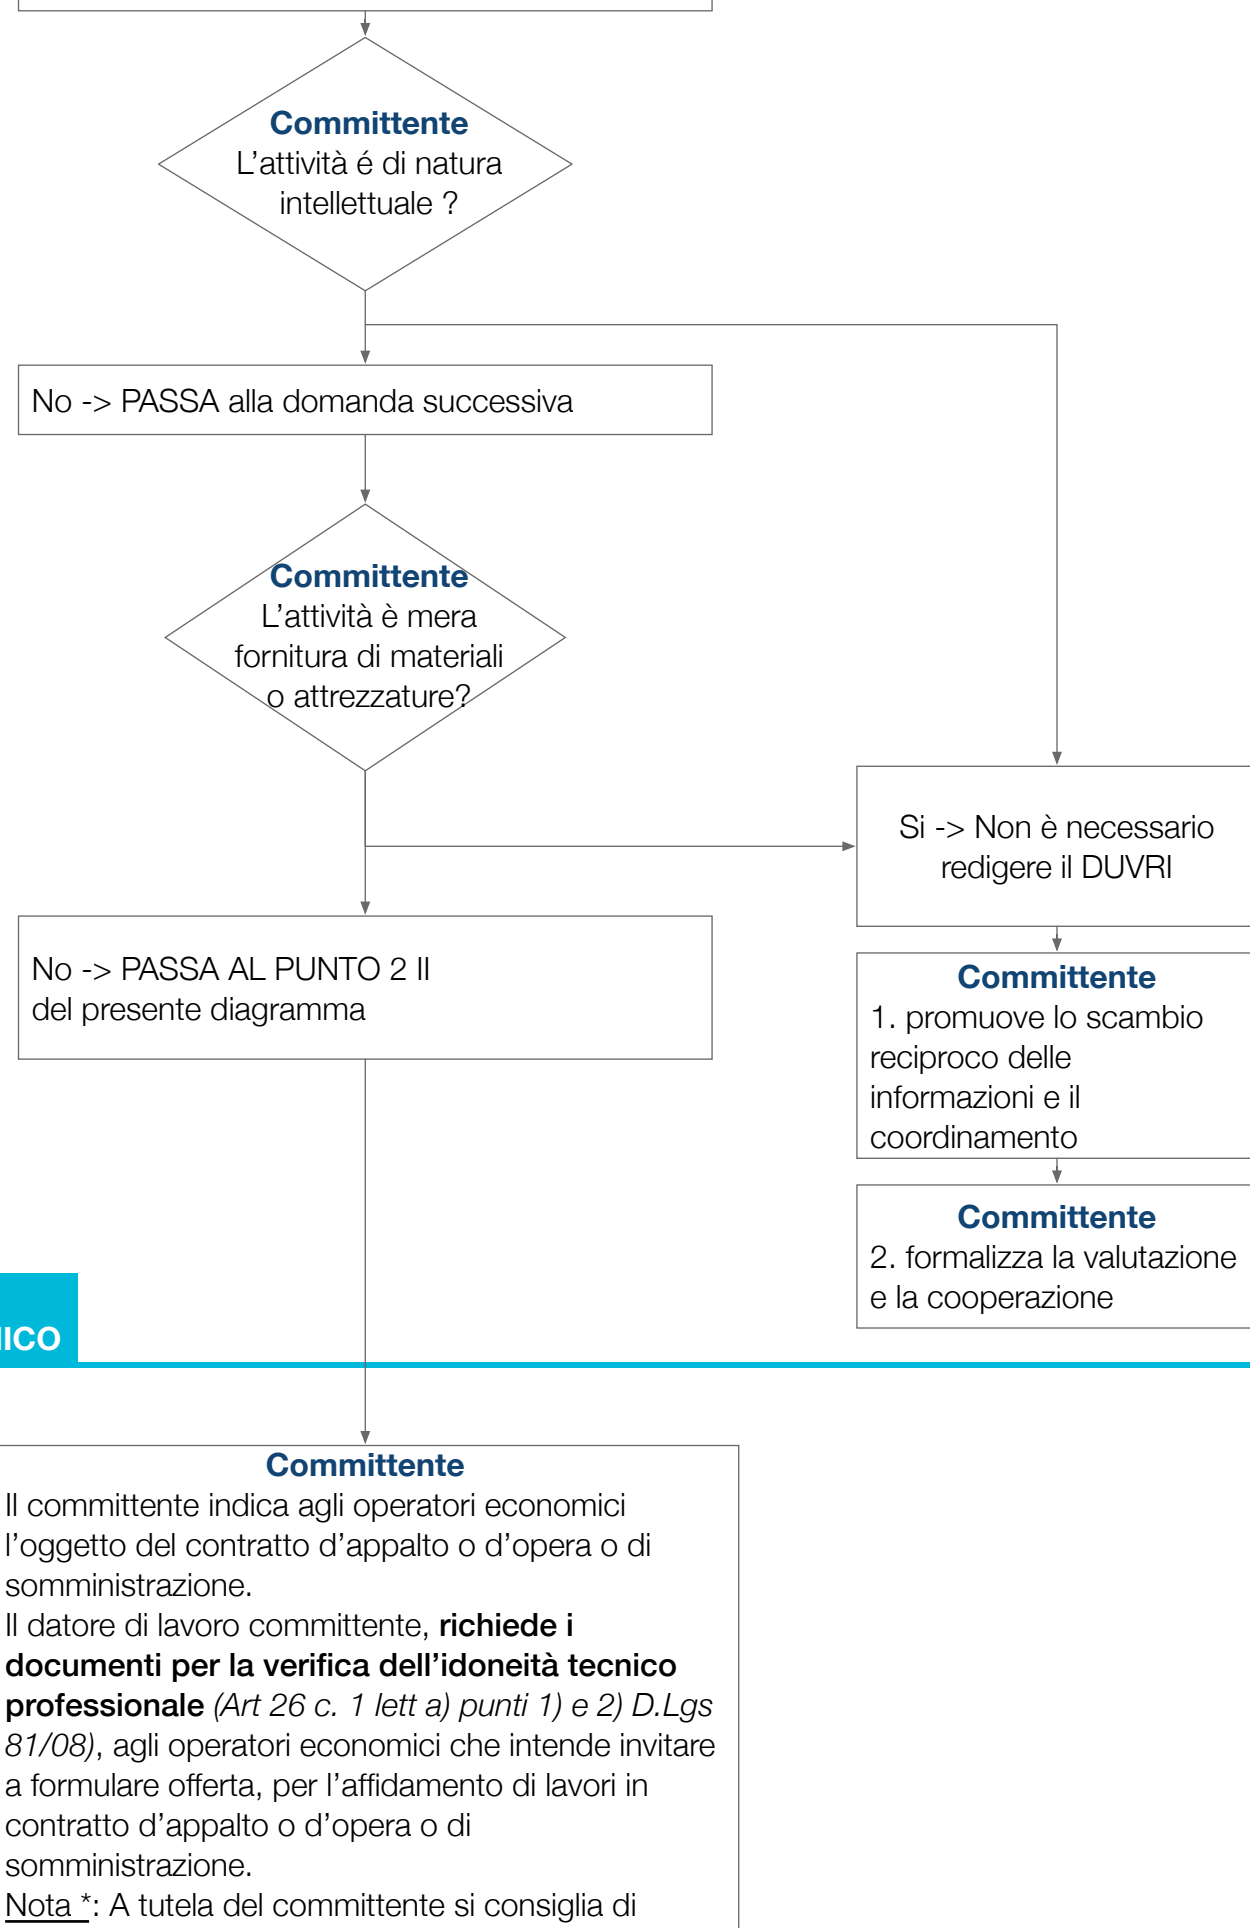 Committente
L'attività é di natura
intellettuale ?
No -> PASSA alla domanda successiva
Committente
L'attività è mera
fornitura di materiali
o attrezzature?
Si -> Non è necessario
redigere il DUVRI
No -> PASSA AL PUNTO 2 II
del presente diagramma
Committente
1. promuove lo scambio
reciproco delle
informazioni e il
coordinamento
Committente
2. formalizza la valutazione
e la cooperazione
Committente
Il committente indica agli operatori economici
l'oggetto del contratto d'appalto o d'opera o di
somministrazione.
Il datore di lavoro committente, richiede i
documenti per la verifica dell'idoneità tecnico
professionale (Art 26 c. 1 lett a) punti 1) e 2) D.Lgs
81/08), agli operatori economici che intende invitare
a formulare offerta, per l'affidamento di lavori in
contratto d'appalto o d'opera o di
somministrazione.
Nota *: A tutela del committente si consiglia di